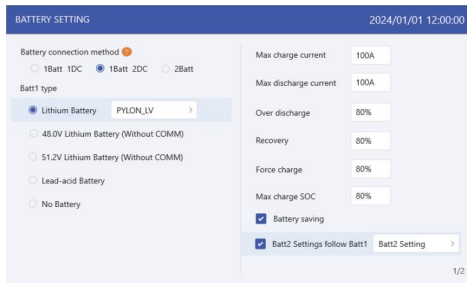 BATTERY SETTING
2024/01/01 12:00:00
Battery connection method ?
1Batt 1DC
1Batt 2DC
2Batt
Batt1 type
Lithium Battery
PYLON_LV >
48.0V Lithium Battery (Without COMM)
51.2V Lithium Battery (Without COMM)
Lead-acid Battery
No Battery
Max charge current 100A
Max discharge current 100A
Over discharge 80%
Recovery 80%
Force charge 80%
Max charge SOC 80%
Battery saving
Batt2 Settings follow Batt1
Batt2 Setting >
1/2